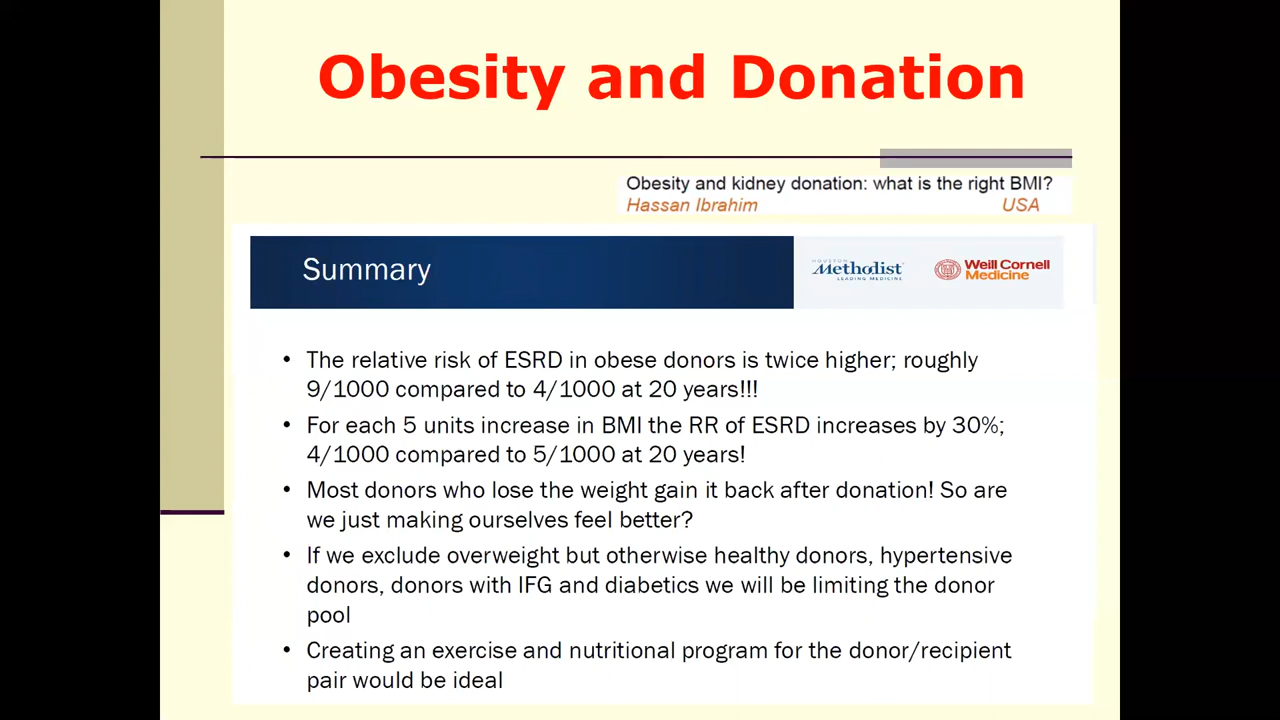 Obesity and Donation
Obesity and kidney donation: what is the right BMI?
Hassan Ibrahim USA
Summary
HOUSTON
Methodist
LEADING MEDICINE
Weill Cornell
Medicine
• The relative risk of ESRD in obese donors is twice higher; roughly
9/1000 compared to 4/1000 at 20 years!!!
• For each 5 units increase in BMI the RR of ESRD increases by 30%;
4/1000 compared to 5/1000 at 20 years!
• Most donors who lose the weight gain it back after donation! So are
we just making ourselves feel better?
• If we exclude overweight but otherwise healthy donors, hypertensive
donors, donors with IFG and diabetics we will be limiting the donor
pool
• Creating an exercise and nutritional program for the donor/recipient
pair would be ideal